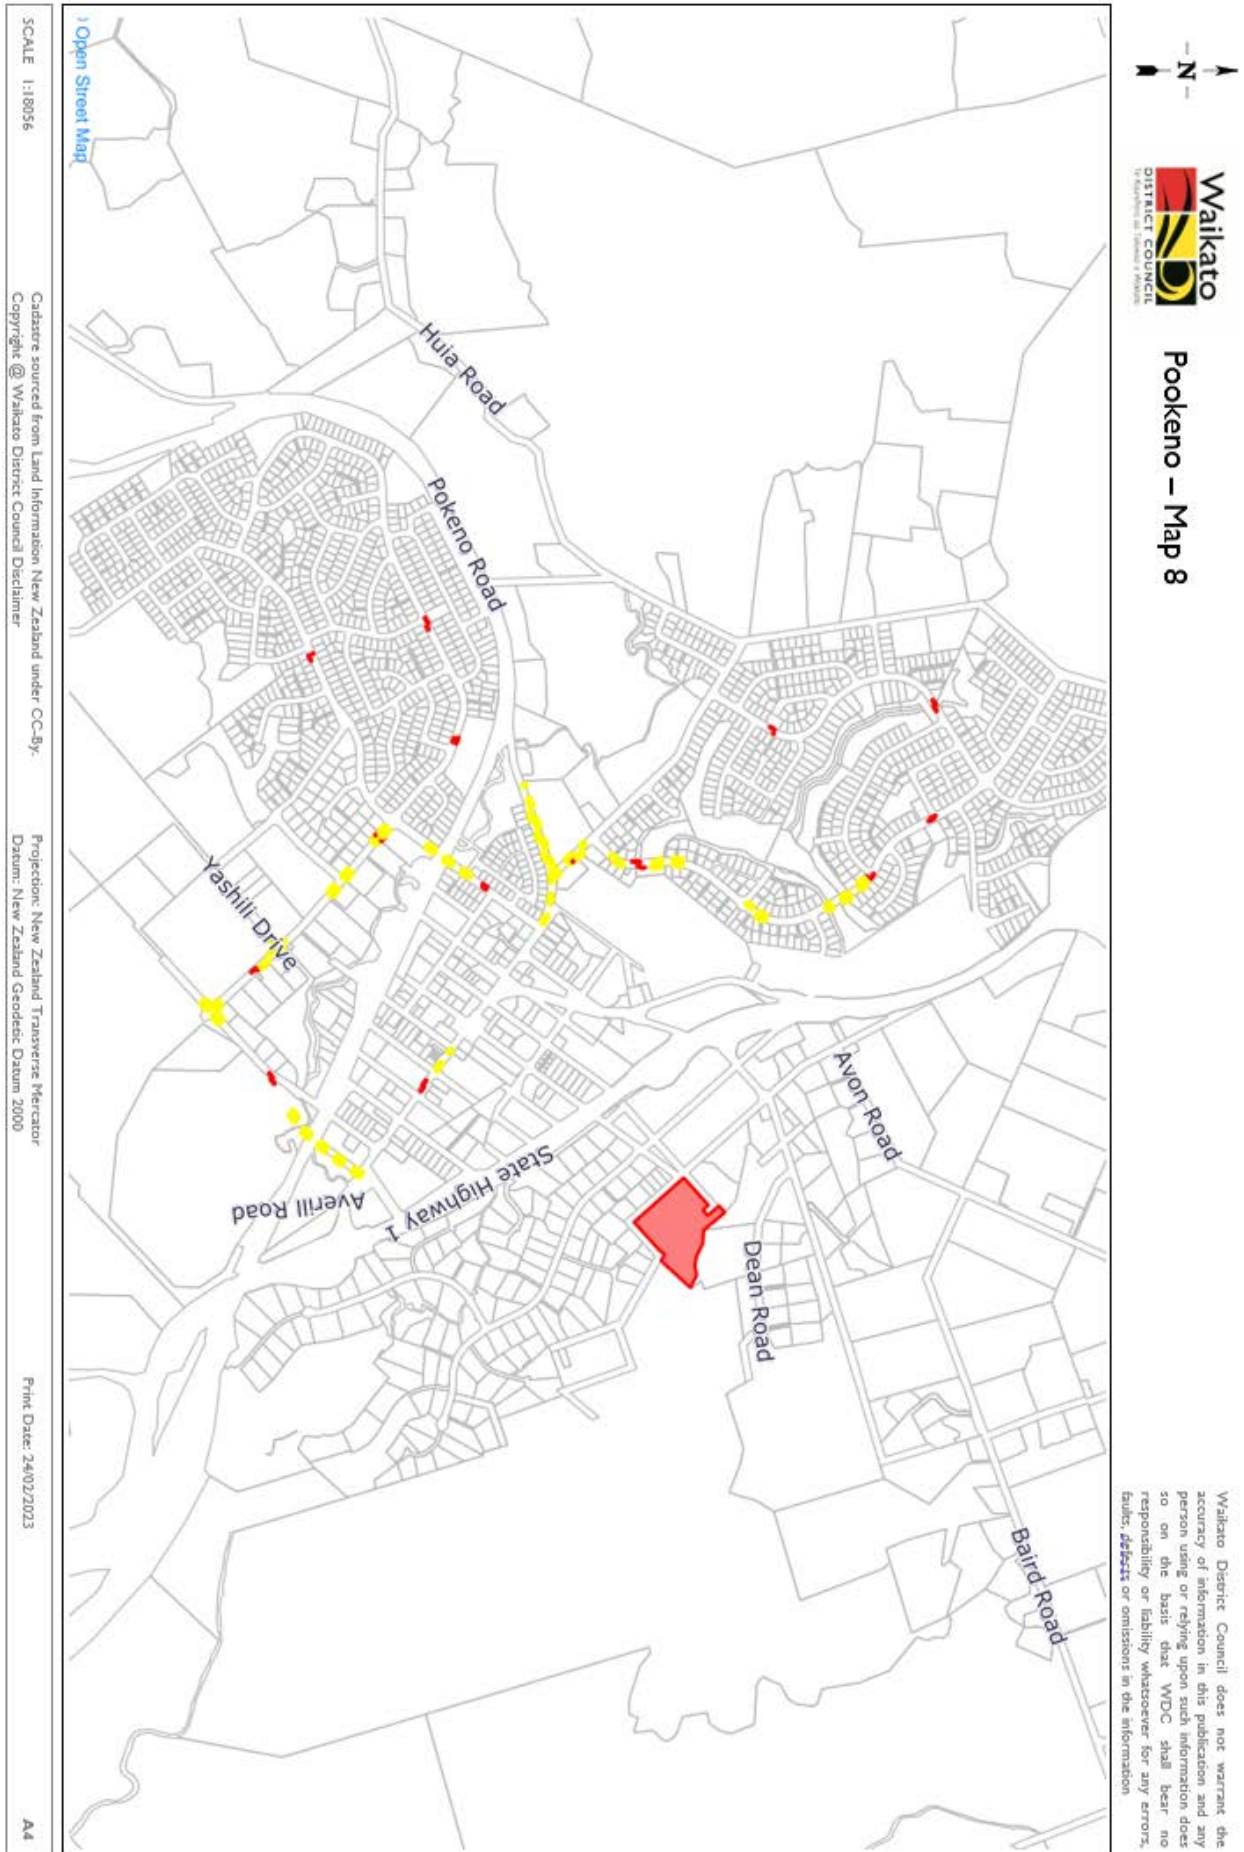 Waikato
DISTRICT COUNCIL
Pookeno – Map 8
Waikato District Council does not warrant the
accuracy of information in this publication and any
person using or relying upon such information does
so on the basis that WDC shall bear no
responsibility or liability whatsoever for any errors,
faults, defects or omissions in the information
N
Huia Road
Pokeno Road
Yashili Drive
Avon Road
State Highway 1
Averill Road
Dean Road
Baird Road
Open Street Map
SCALE 1:18056
Cadastre sourced from Land Information New Zealand under CC-By.
Copyright @ Waikato District Council Disclaimer
Projection: New Zealand Transverse Mercator
Datum: New Zealand Geodetic Datum 2000
Print Date: 24/02/2023
A4